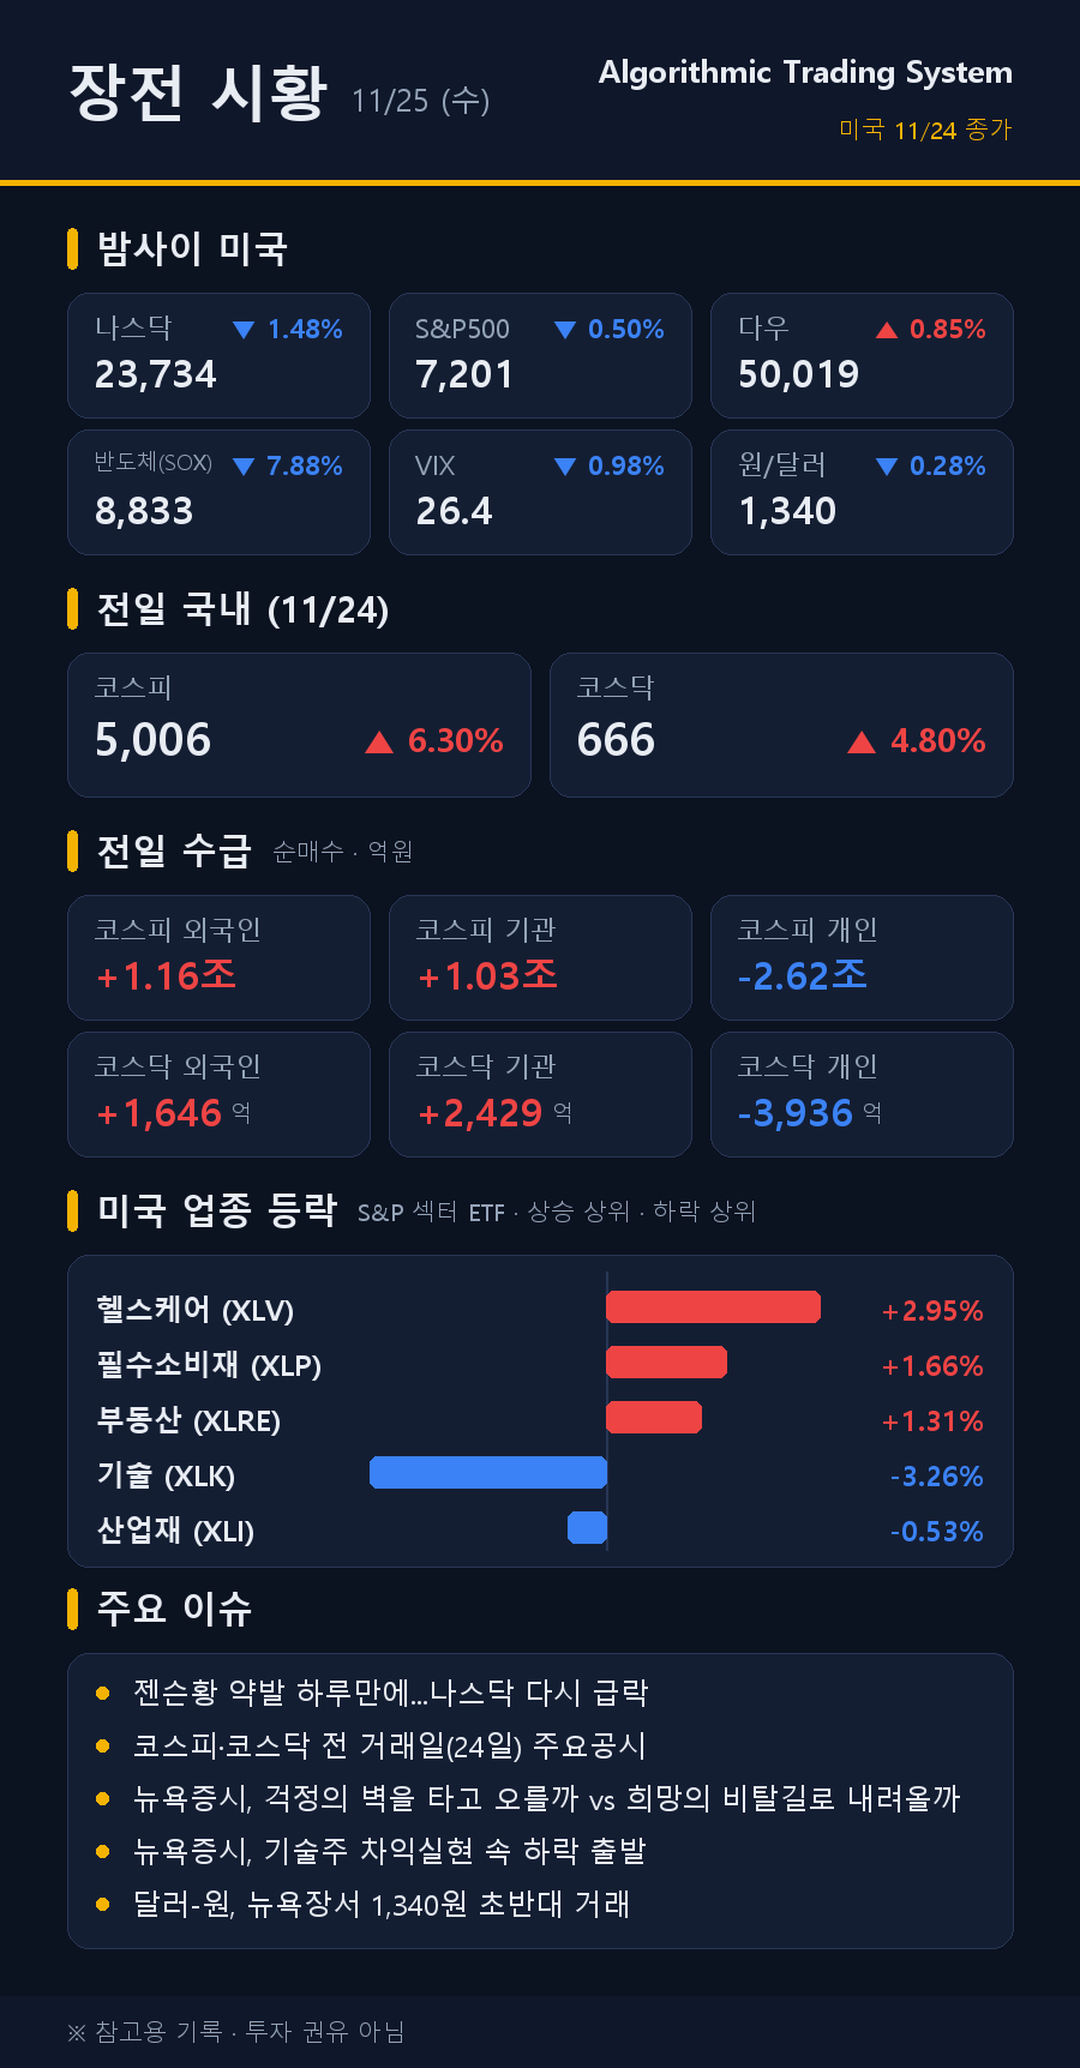 장전 시황 11/25 (수)
Algorithmic Trading System
미국 11/24 종가
밤사이 미국
나스닥 ▼ 1.48%
23,734
S&P500 ▼ 0.50%
7,201
다우 ▲ 0.85%
50,019
반도체(SOX) ▼ 7.88%
8,833
VIX ▼ 0.98%
26.4
원/달러 ▼ 0.28%
1,340
전일 국내 (11/24)
코스피
5,006 ▲ 6.30%
코스닥
666 ▲ 4.80%
전일 수급 순매수 · 억원
코스피 외국인
+1.16조
코스피 기관
+1.03조
코스피 개인
-2.62조
코스닥 외국인
+1,646 억
코스닥 기관
+2,429 억
코스닥 개인
-3,936 억
미국 업종 등락 S&P 섹터 ETF · 상승 상위 · 하락 상위
헬스케어 (XLV) +2.95%
필수소비재 (XLP) +1.66%
부동산 (XLRE) +1.31%
기술 (XLK) -3.26%
산업재 (XLI) -0.53%
주요 이슈
젠슨황 약발 하루만에...나스닥 다시 급락
코스피·코스닥 전 거래일(24일) 주요공시
뉴욕증시, 걱정의 벽을 타고 오를까 vs 희망의 비탈길로 내려올까
뉴욕증시, 기술주 차익실현 속 하락 출발
달러-원, 뉴욕장서 1,340원 초반대 거래
※ 참고용 기록 · 투자 권유 아님